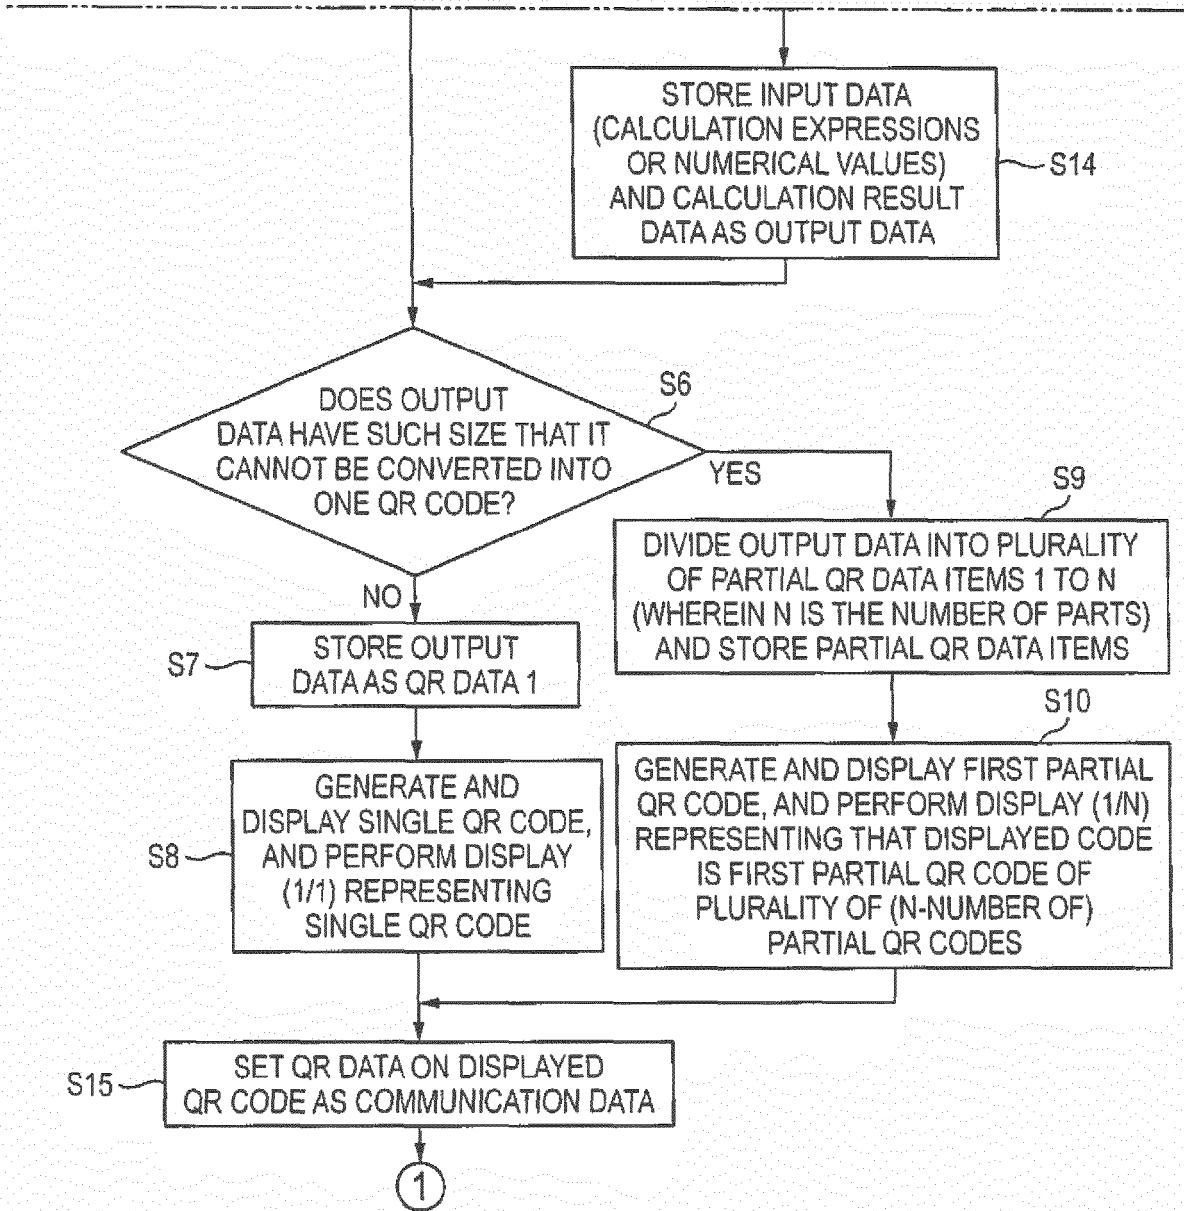 STORE INPUT DATA
(CALCULATION EXPRESSIONS
OR NUMERICAL VALUES)
AND CALCULATION RESULT
DATA AS OUTPUT DATA
S14
DOES OUTPUT
DATA HAVE SUCH SIZE THAT IT
CANNOT BE CONVERTED INTO
ONE QR CODE?
S6
YES
NO
S9
DIVIDE OUTPUT DATA INTO PLURALITY
OF PARTIAL QR DATA ITEMS 1 TO N
(WHEREIN N IS THE NUMBER OF PARTS)
AND STORE PARTIAL QR DATA ITEMS
S7
STORE OUTPUT
DATA AS QR DATA 1
S10
GENERATE AND DISPLAY FIRST PARTIAL
QR CODE, AND PERFORM DISPLAY (1/N)
REPRESENTING THAT DISPLAYED CODE
IS FIRST PARTIAL QR CODE OF
PLURALITY OF (N-NUMBER OF)
PARTIAL QR CODES
S8
GENERATE AND
DISPLAY SINGLE QR CODE,
AND PERFORM DISPLAY
(1/1) REPRESENTING
SINGLE QR CODE
S15
SET QR DATA ON DISPLAYED
QR CODE AS COMMUNICATION DATA
1